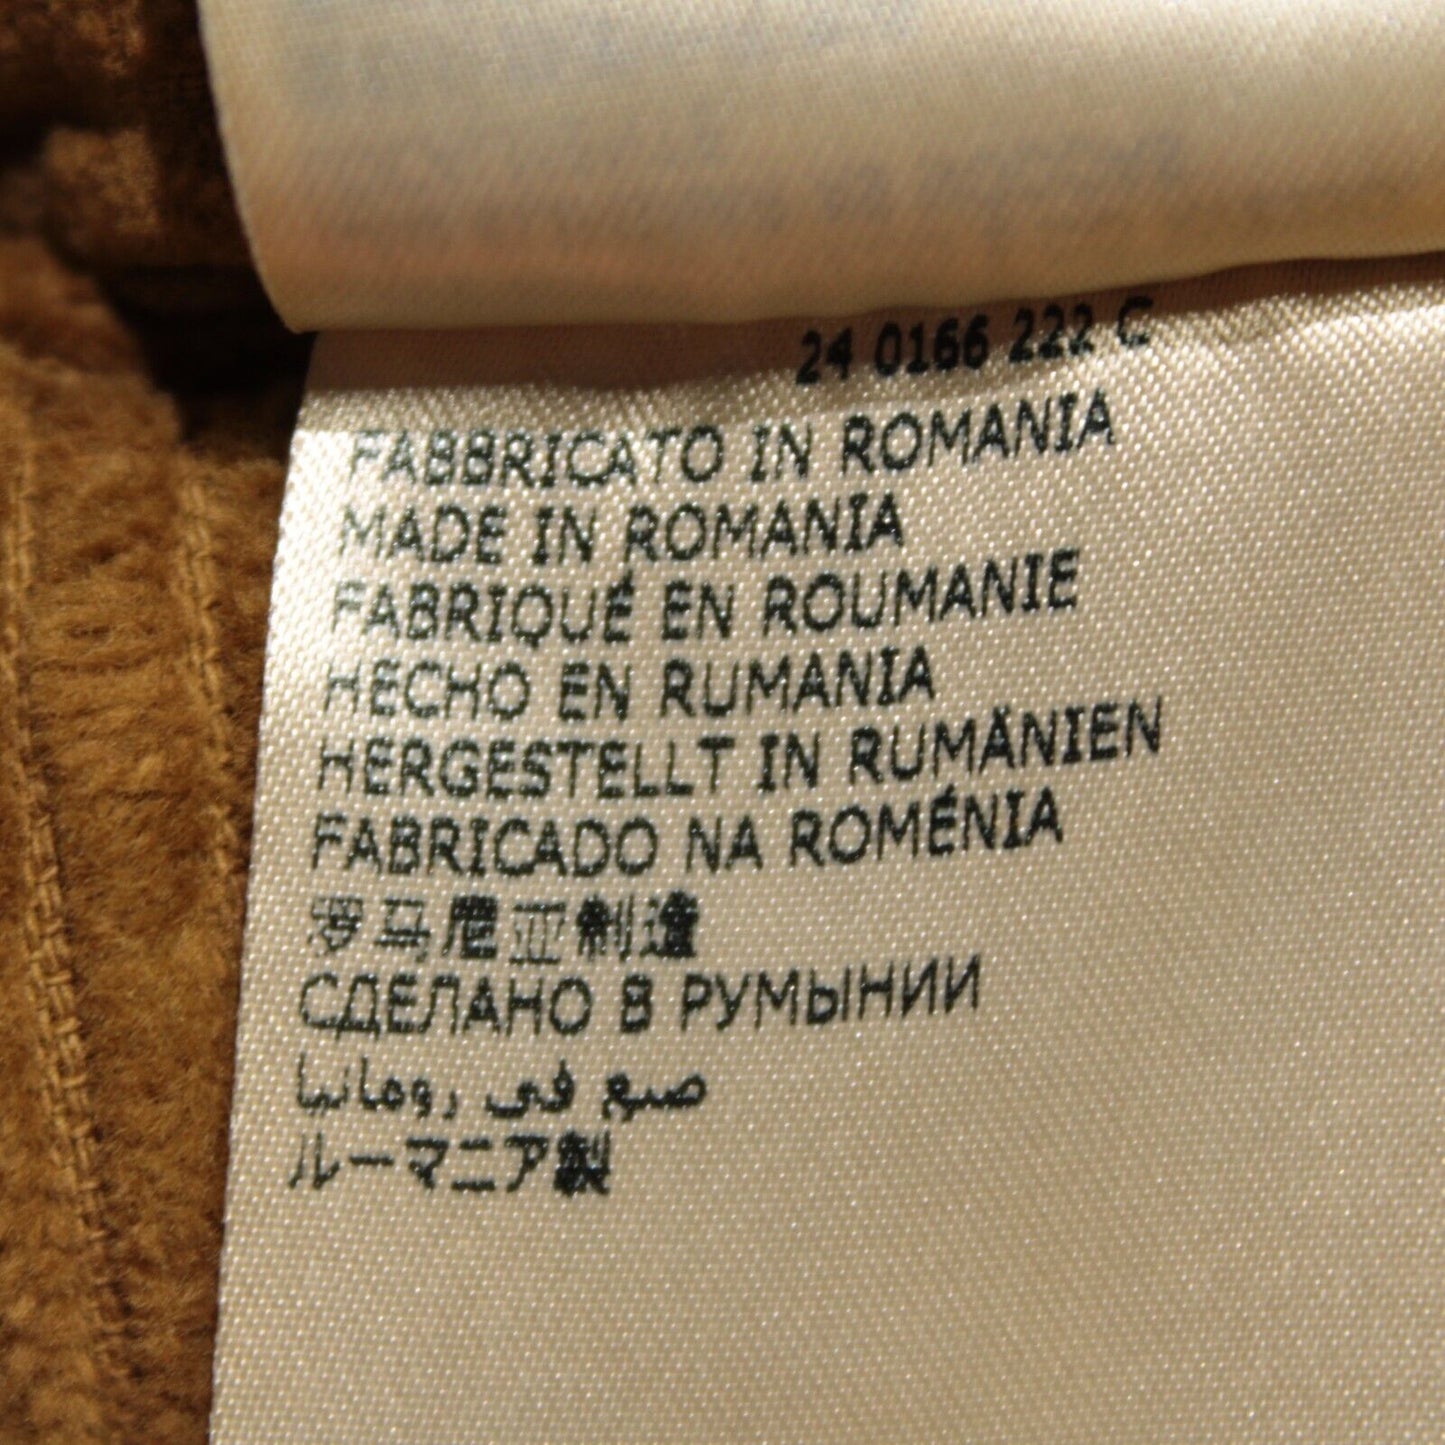 24 0166 222 C
FABBRICATO IN ROMANIA
MADE IN ROMANIA
FABRIQUÉ EN ROUMANIE
HECHO EN RUMANIA
HERGESTELLT IN RUMÄNIEN
FABRICADO NA ROMÉNIA
罗马尼亚制造
СДЕЛАНО В РУМЫНИИ
صنع في رومانيا
ルーマニア製